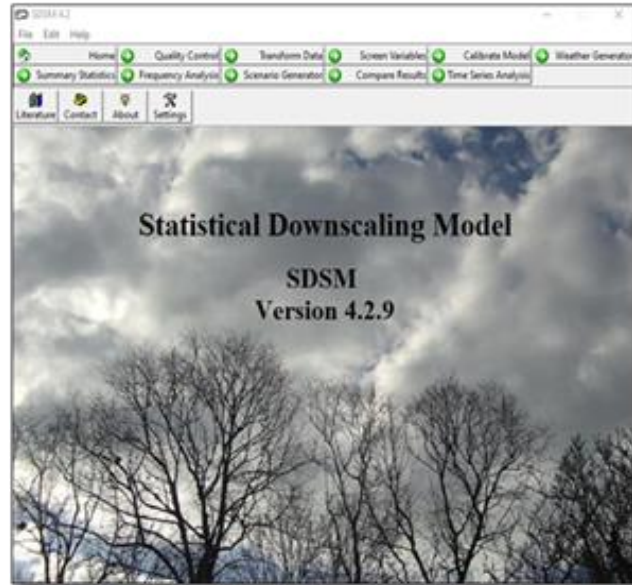 SDSM 4.2
File Edit Help
Home Quality Control Transform Data Screen Variables Calibrate Model Weather Generator
Summary Statistics Frequency Analysis Scenario Generator Compare Results Time Series Analysis
Literature Contact About Settings
Statistical Downscaling Model
SDSM
Version 4.2.9